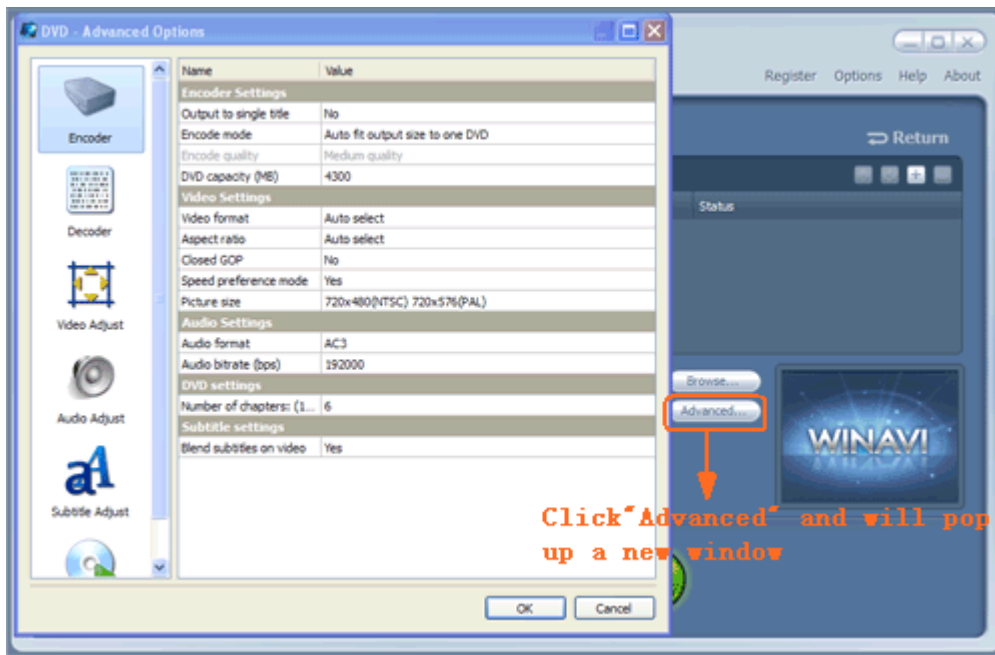 DVD - Advanced Options
Encoder
Decoder
Video Adjust
Audio Adjust
Subtitle Adjust
Name Value
Encoder Settings
Output to single title No
Encode mode Auto fit output size to one DVD
Encode quality Medium quality
DVD capacity (MB) 4300
Video Settings
Video format Auto select
Aspect ratio Auto select
Closed GOP No
Speed preference mode Yes
Picture size 720x480(NTSC) 720x576(PAL)
Audio Settings
Audio format AC3
Audio bitrate (bps) 192000
DVD settings
Number of chapters: (1... 6
Subtitle settings
Blend subtitles on video Yes
OK Cancel
Register Options Help About
Return
Status
Browse...
Advanced...
WINAVI
Click"Advanced" and will pop
up a new window